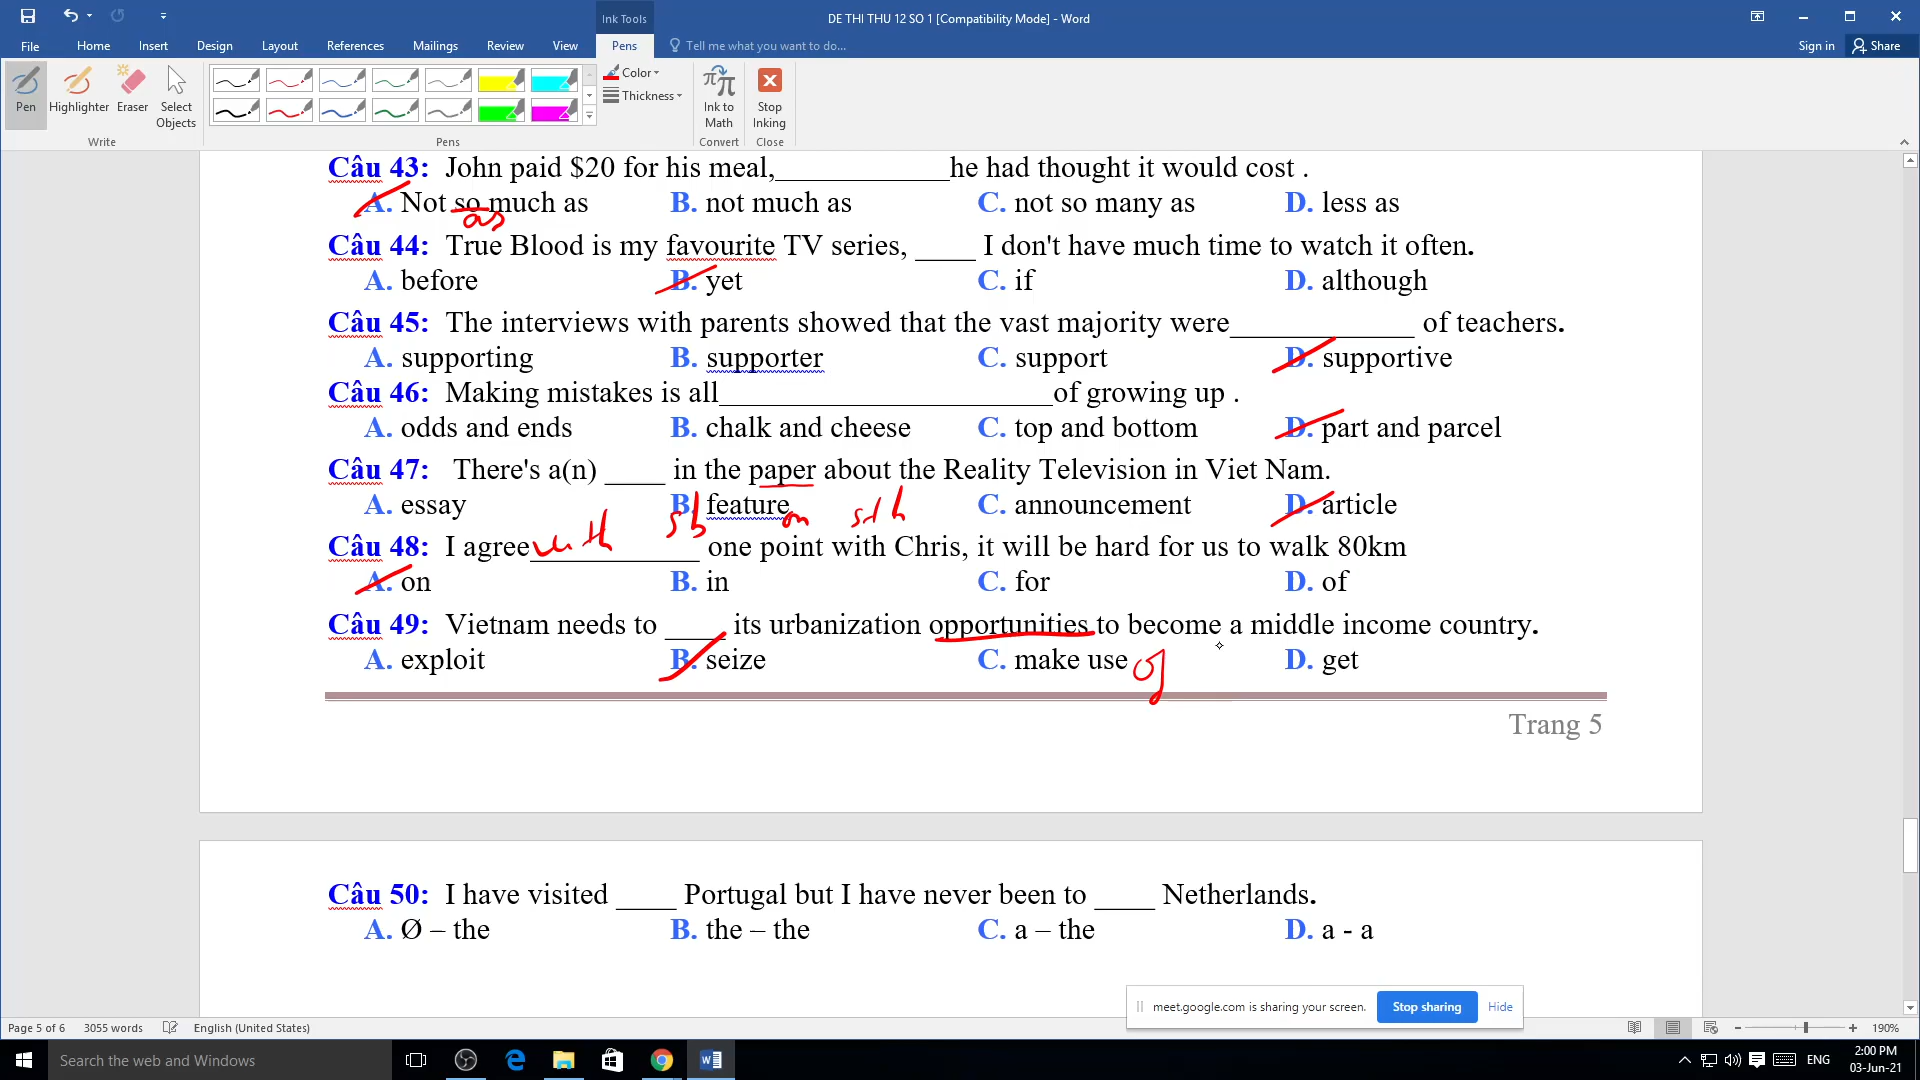 Ink Tools
DE THI THU 12 SO 1 [Compatibility Mode] - Word
File Home Insert Design Layout References Mailings Review View Pens Tell me what you want to do...
Sign in Share
Pen Highlighter Eraser Select Objects
Color
Thickness
Ink to Math
Stop Inking
Write Pens Convert Close
Câu 43: John paid $20 for his meal,____________he had thought it would cost .
A. Not so much as B. not much as C. not so many as D. less as
as
Câu 44: True Blood is my favourite TV series, ____ I don't have much time to watch it often.
A. before B. yet C. if D. although
Câu 45: The interviews with parents showed that the vast majority were____________ of teachers.
A. supporting B. supporter C. support D. supportive
Câu 46: Making mistakes is all______________________of growing up .
A. odds and ends B. chalk and cheese C. top and bottom D. part and parcel
Câu 47: There's a(n) ____ in the paper about the Reality Television in Viet Nam.
A. essay B. feature C. announcement D. article
with sb on sth
Câu 48: I agree___________ one point with Chris, it will be hard for us to walk 80km
A. on B. in C. for D. of
Câu 49: Vietnam needs to ____ its urbanization opportunities to become a middle income country.
A. exploit B. seize C. make use of D. get
Trang 5
Câu 50: I have visited ____ Portugal but I have never been to ____ Netherlands.
A. Ø – the B. the – the C. a – the D. a - a
meet.google.com is sharing your screen. Stop sharing Hide
Page 5 of 6 3055 words English (United States) 190%
Search the web and Windows
ENG
2:00 PM
03-Jun-21